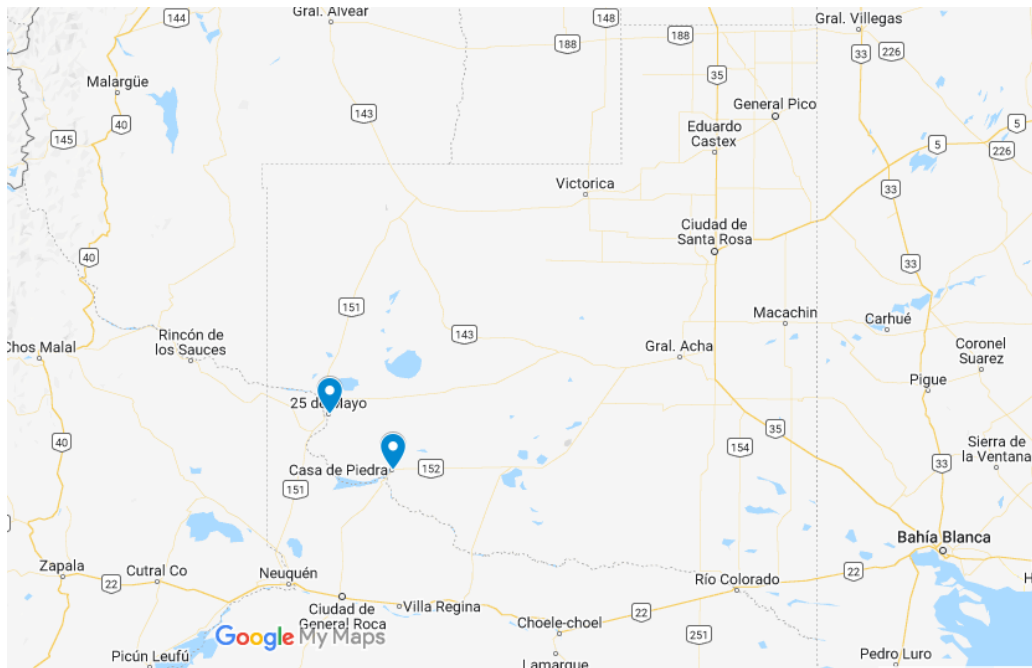 144
Gral. Alvear
148
Gral. Villegas
188
188
33
226
35
Malargüe
40
143
General Pico
145
Eduardo
Castex
5
5
226
Victorica
33
Ciudad de
Santa Rosa
40
33
151
143
Macachin
Carhué
Rincón de
los Sauces
Chos Malal
Gral. Acha
Coronel
Suarez
Pigue
25 de Mayo
40
35
154
Sierra de
la Ventana
33
Casa de Piedra
152
151
Bahía Blanca
Zapala
Cutral Co
22
Neuquén
22
Río Colorado
Ciudad de
General Roca
Villa Regina
22
Choele-choel
251
Google My Maps
Picún Leufú
Lamarque
Pedro Luro
H